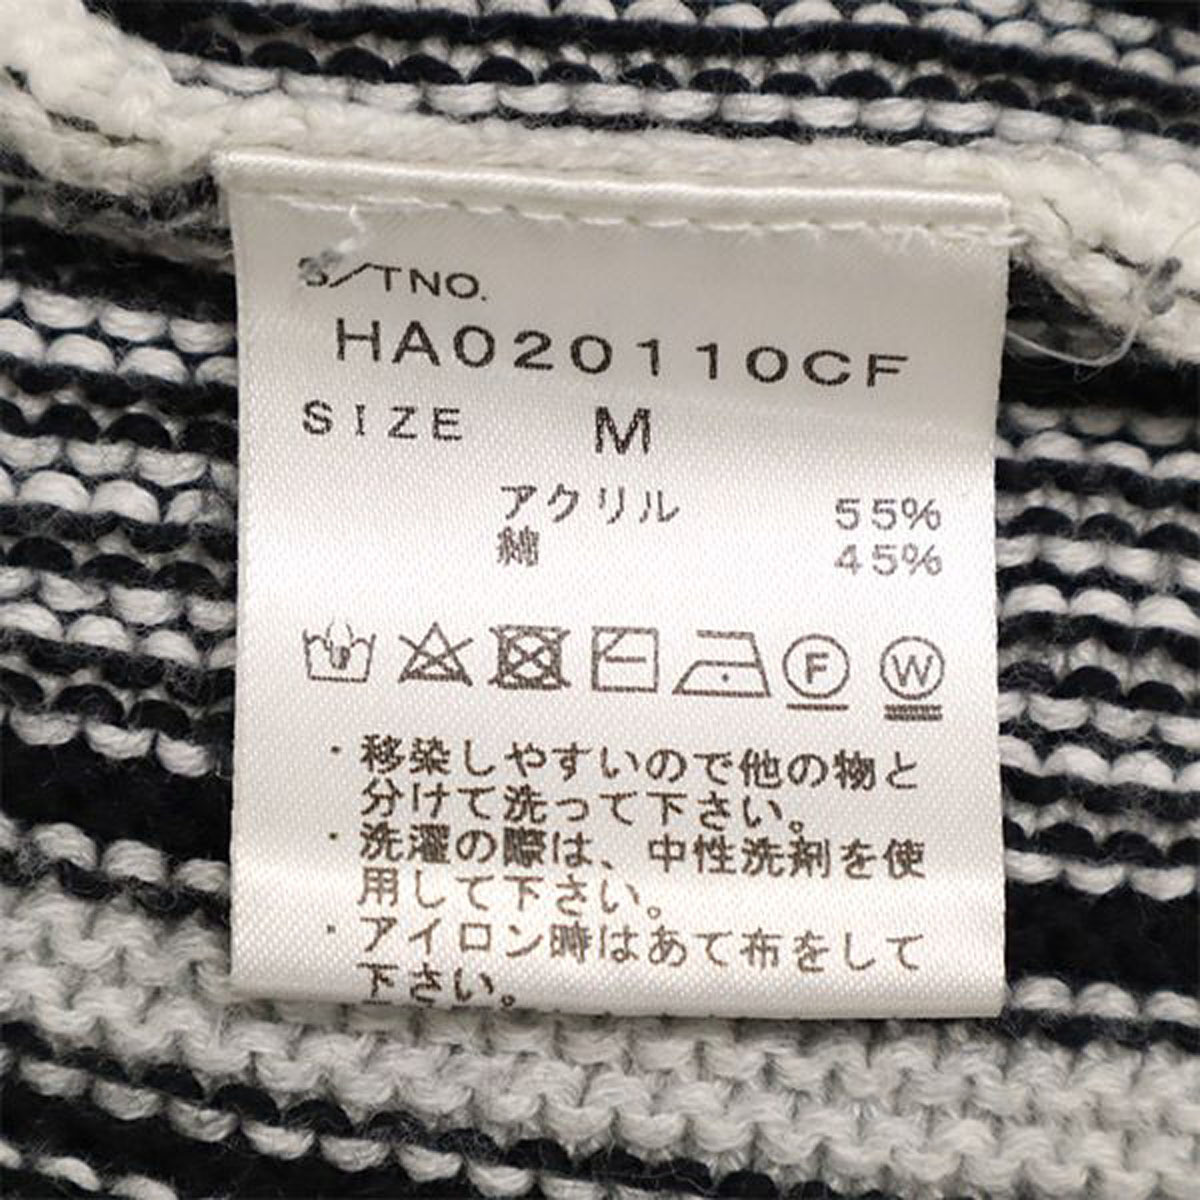 S/TNO.
HA020110CF
SIZE M
アクリル 55%
綿 45%
F W
・移染しやすいので他の物と
分けて洗って下さい。
・洗濯の際は、中性洗剤を使
用して下さい。
・アイロン時はあて布をして
下さい。